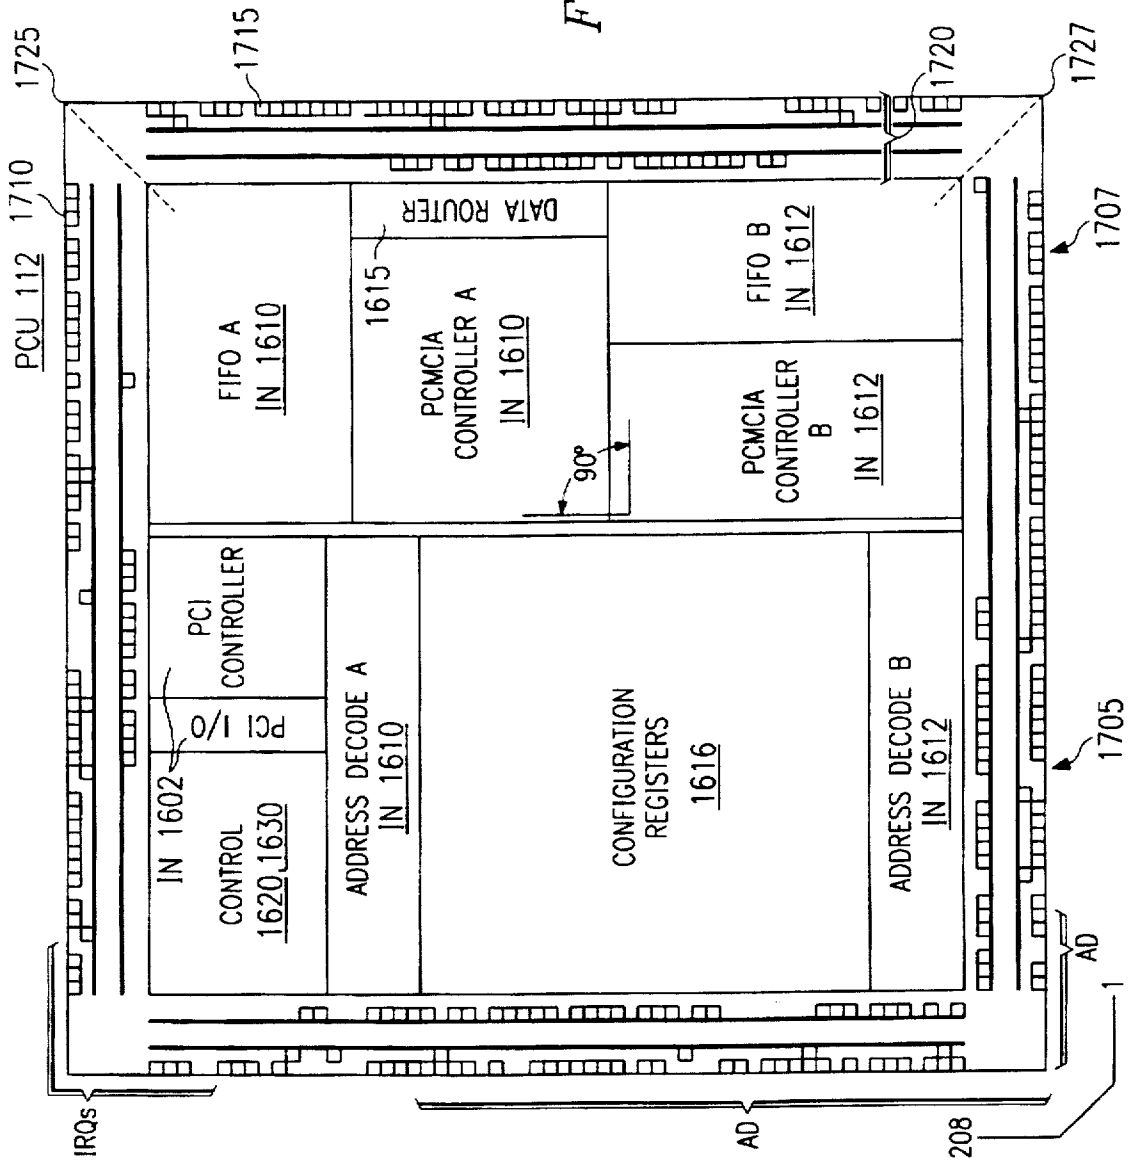 F
1725
1715
1720
1727
PCU 112
1710
1707
1705
DATA ROUTER
1615
FIFO A
IN 1610
PCMCIA
CONTROLLER A
IN 1610
FIFO B
IN 1612
PCMCIA
CONTROLLER
B
IN 1612
90°
PCI
CONTROLLER
PCI I/O
IN 1602
CONTROL
1620,1630
ADDRESS DECODE A
IN 1610
CONFIGURATION
REGISTERS
1616
ADDRESS DECODE B
IN 1612
IRQs
AD
AD
208
1